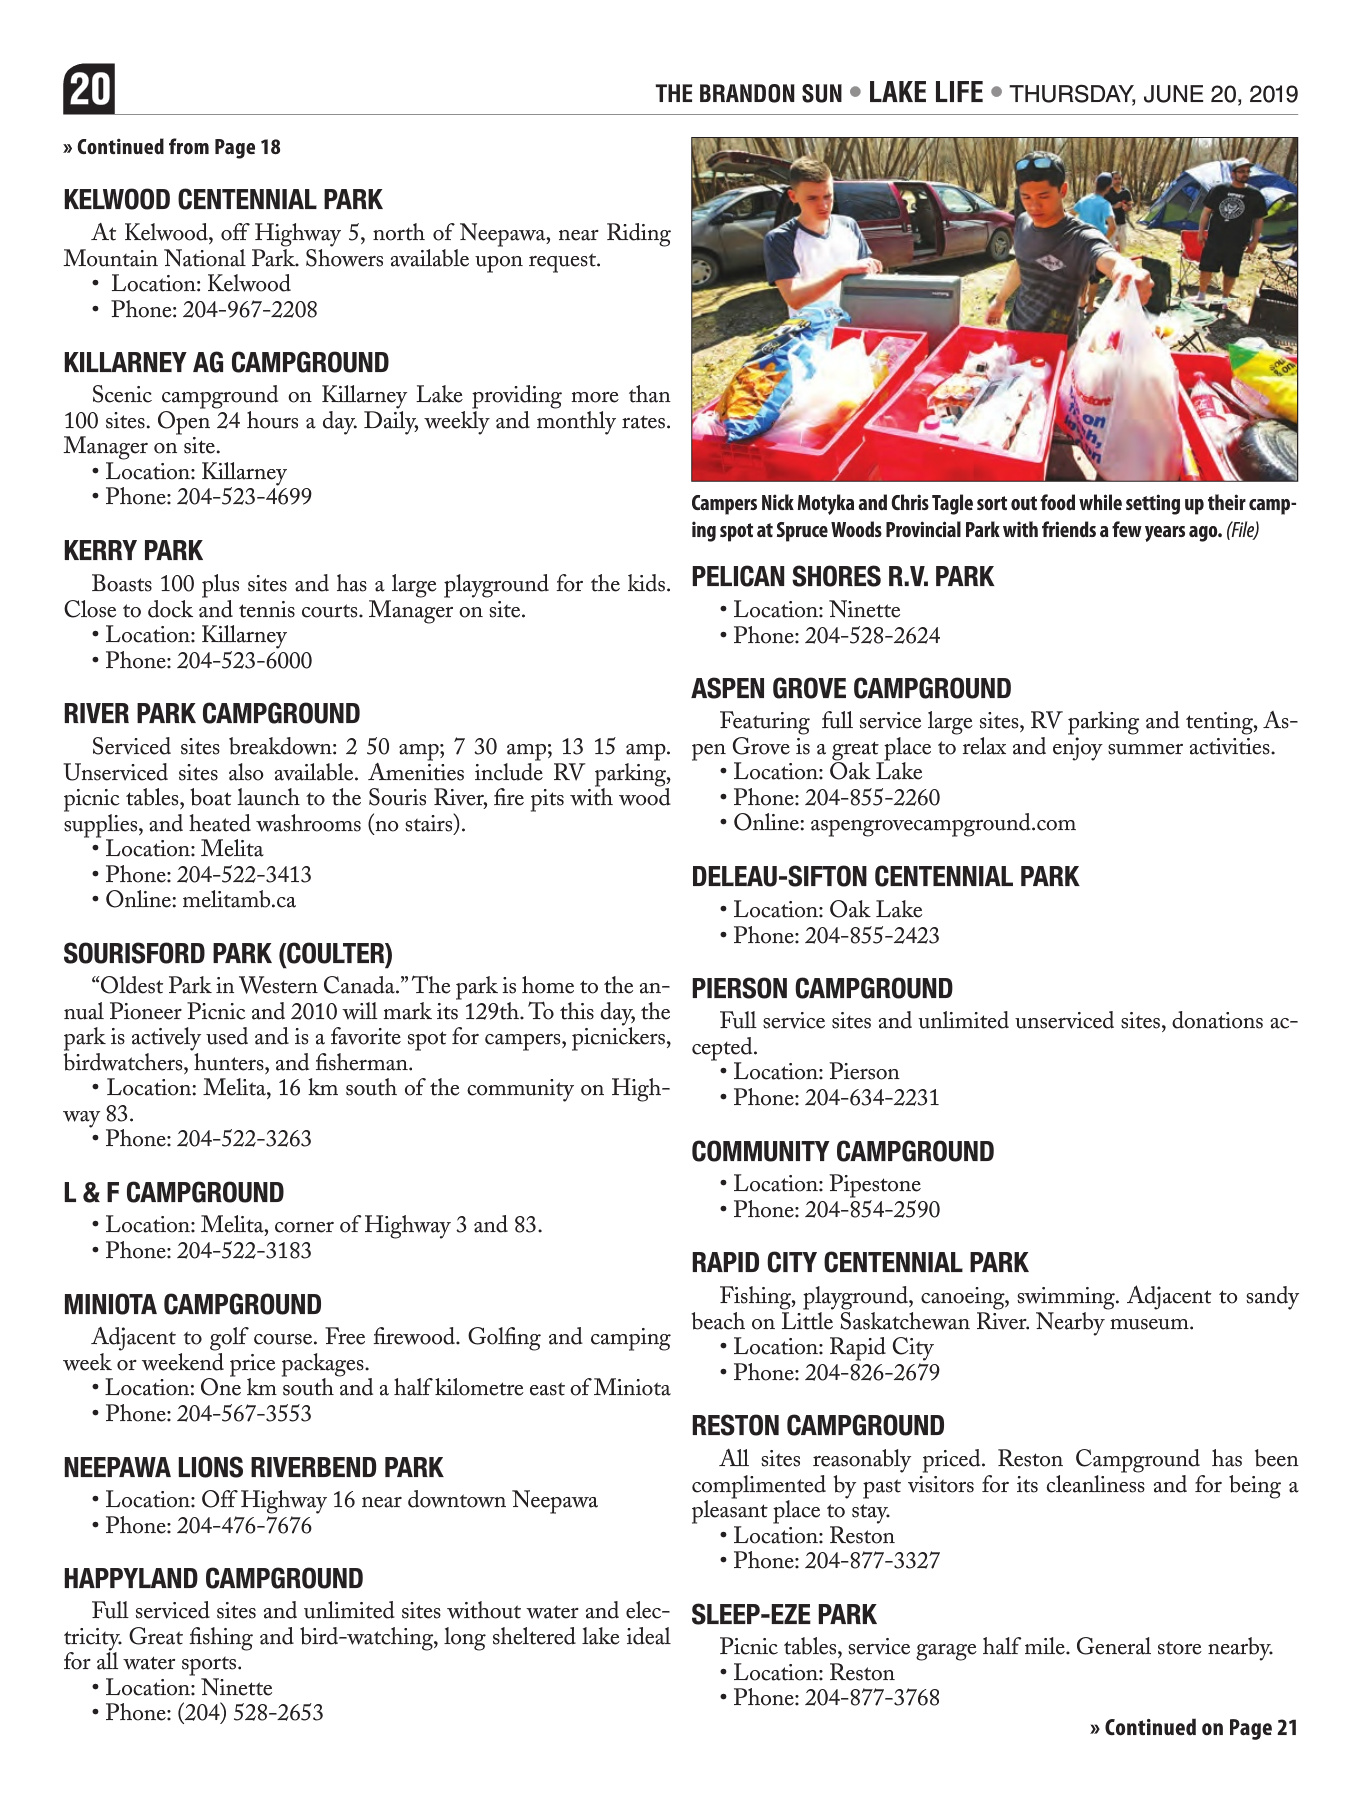 20
THE BRANDON SUN • LAKE LIFE • THURSDAY, JUNE 20, 2019
» Continued from Page 18
KELWOOD CENTENNIAL PARK
At Kelwood, off Highway 5, north of Neepawa, near Riding
Mountain National Park. Showers available upon request.
• Location: Kelwood
• Phone: 204-967-2208
KILLARNEY AG CAMPGROUND
Scenic campground on Killarney Lake providing more than
100 sites. Open 24 hours a day. Daily, weekly and monthly rates.
Manager on site.
• Location: Killarney
• Phone: 204-523-4699
KERRY PARK
Boasts 100 plus sites and has a large playground for the kids.
Close to dock and tennis courts. Manager on site.
• Location: Killarney
• Phone: 204-523-6000
RIVER PARK CAMPGROUND
Serviced sites breakdown: 2 50 amp; 7 30 amp; 13 15 amp.
Unserviced sites also available. Amenities include RV parking,
picnic tables, boat launch to the Souris River, fire pits with wood
supplies, and heated washrooms (no stairs).
• Location: Melita
• Phone: 204-522-3413
• Online: melitamb.ca
SOURISFORD PARK (COULTER)
“Oldest Park in Western Canada.” The park is home to the an-
nual Pioneer Picnic and 2010 will mark its 129th. To this day, the
park is actively used and is a favorite spot for campers, picnickers,
birdwatchers, hunters, and fisherman.
• Location: Melita, 16 km south of the community on High-
way 83.
• Phone: 204-522-3263
L & F CAMPGROUND
• Location: Melita, corner of Highway 3 and 83.
• Phone: 204-522-3183
MINIOTA CAMPGROUND
Adjacent to golf course. Free firewood. Golfing and camping
week or weekend price packages.
• Location: One km south and a half kilometre east of Miniota
• Phone: 204-567-3553
NEEPAWA LIONS RIVERBEND PARK
• Location: Off Highway 16 near downtown Neepawa
• Phone: 204-476-7676
HAPPYLAND CAMPGROUND
Full serviced sites and unlimited sites without water and elec-
tricity. Great fishing and bird-watching, long sheltered lake ideal
for all water sports.
• Location: Ninette
• Phone: (204) 528-2653
Campers Nick Motyka and Chris Tagle sort out food while setting up their camp-
ing spot at Spruce Woods Provincial Park with friends a few years ago. (File)
PELICAN SHORES R.V. PARK
• Location: Ninette
• Phone: 204-528-2624
ASPEN GROVE CAMPGROUND
Featuring full service large sites, RV parking and tenting, As-
pen Grove is a great place to relax and enjoy summer activities.
• Location: Oak Lake
• Phone: 204-855-2260
• Online: aspengrovecampground.com
DELEAU-SIFTON CENTENNIAL PARK
• Location: Oak Lake
• Phone: 204-855-2423
PIERSON CAMPGROUND
Full service sites and unlimited unserviced sites, donations ac-
cepted.
• Location: Pierson
• Phone: 204-634-2231
COMMUNITY CAMPGROUND
• Location: Pipestone
• Phone: 204-854-2590
RAPID CITY CENTENNIAL PARK
Fishing, playground, canoeing, swimming. Adjacent to sandy
beach on Little Saskatchewan River. Nearby museum.
• Location: Rapid City
• Phone: 204-826-2679
RESTON CAMPGROUND
All sites reasonably priced. Reston Campground has been
complimented by past visitors for its cleanliness and for being a
pleasant place to stay.
• Location: Reston
• Phone: 204-877-3327
SLEEP-EZE PARK
Picnic tables, service garage half mile. General store nearby.
• Location: Reston
• Phone: 204-877-3768
» Continued on Page 21